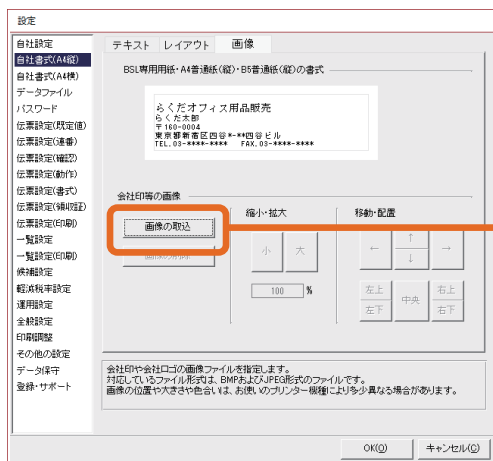 設定
自社設定
自社書式(A4縦)
自社書式(A4横)
データファイル
パスワード
伝票設定(既定値)
伝票設定(連番)
伝票設定(確認)
伝票設定(動作)
伝票設定(書式)
伝票設定(領収証)
伝票設定(印刷)
一覧設定
一覧設定(印刷)
候補設定
軽減税率設定
運用設定
全般設定
印刷調整
その他の設定
データ保守
登録・サポート
テキスト レイアウト 画像
BSL専用用紙・A4普通紙(縦)・B5普通紙(縦)の書式
らくだオフィス用品販売
らくだ太郎
〒160-0004
東京都新宿区四谷*-**四谷ビル
TEL.03-****-**** FAX.03-****-****
会社印等の画像
画像の取込
画像の削除
縮小・拡大
小 大
100 %
移動・配置
← ↑ ↓ →
左上 中央 右上
左下 右下
会社印や会社ロゴの画像ファイルを指定します。
対応しているファイル形式は、BMPおよびJPEG形式のファイルです。
画像の位置や大きさや色合いは、お使いのプリンター機種により多少異なる場合があります。
OK(O) キャンセル(C)